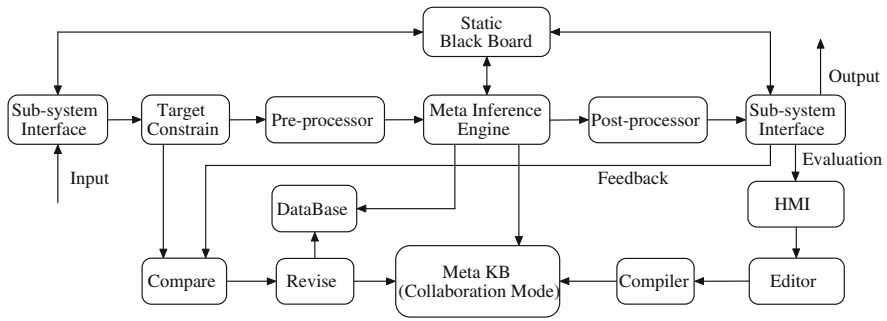 Static
Black Board
Output
Sub-system
Interface
Target
Constrain
Pre-processor
Meta Inference
Engine
Post-processor
Sub-system
Interface
Input
Feedback
Evaluation
DataBase
HMI
Compare
Revise
Meta KB
(Collaboration Mode)
Compiler
Editor